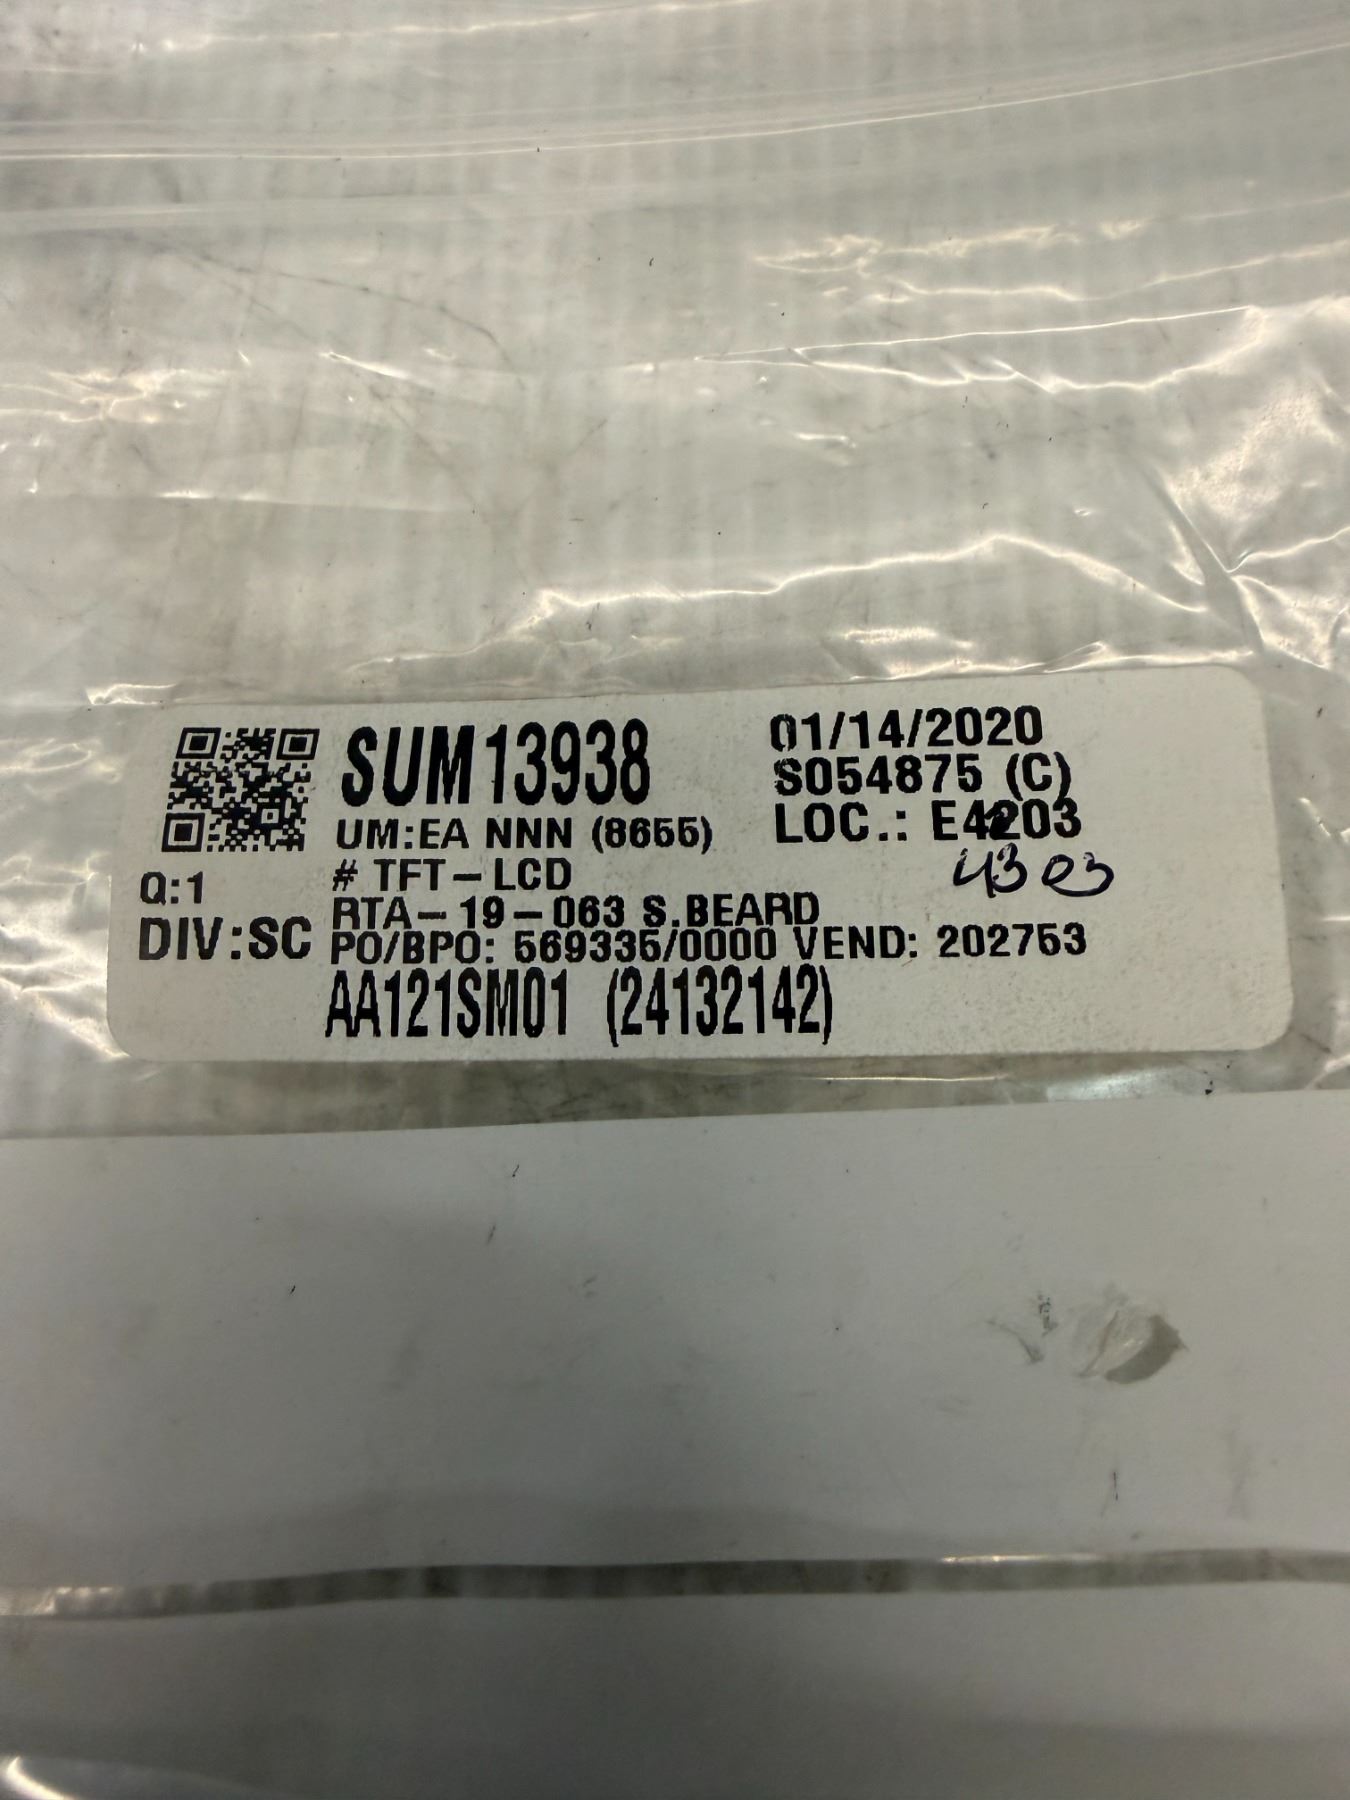 SUM13938
01/14/2020
S054875 (C)
UM:EA NNN (8655)
LOC.: E4203
4303
Q:1
# TFT-LCD
RTA-19-063 S.BEARD
DIV:SC
PO/BPO: 569335/0000 VEND: 202753
AA121SM01 (24132142)